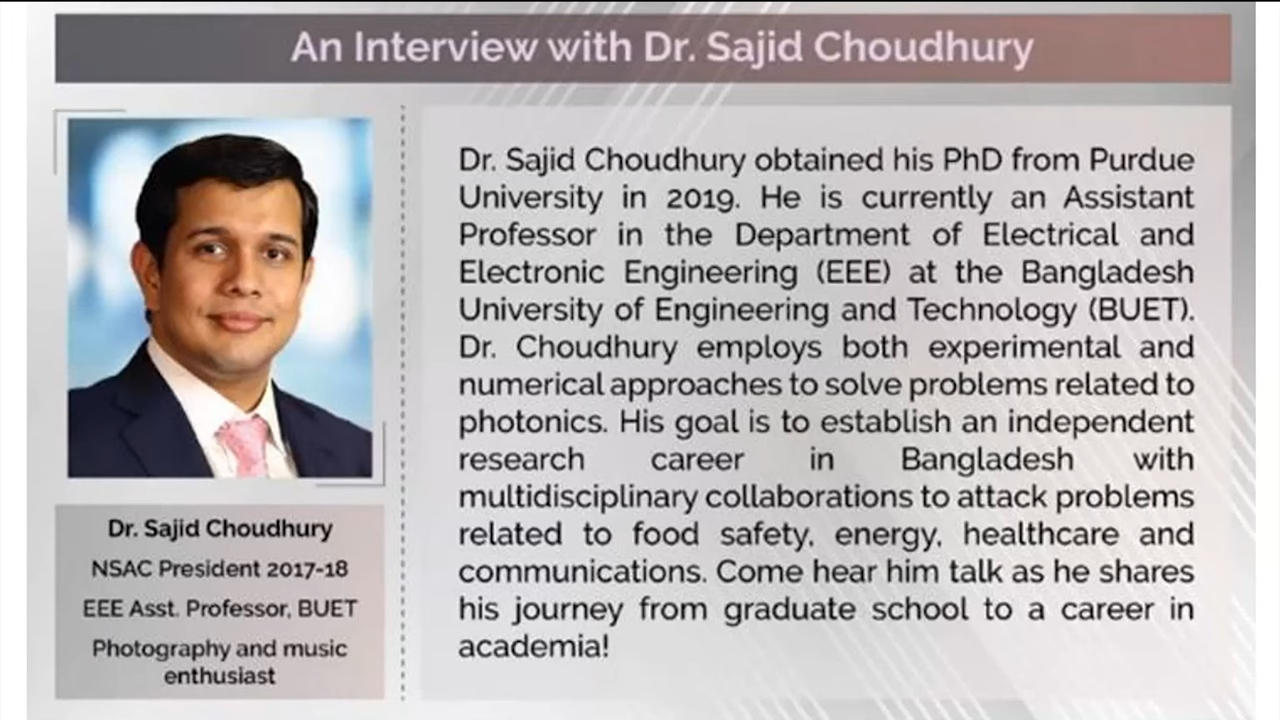 An Interview with Dr. Sajid Choudhury
Dr. Sajid Choudhury
NSAC President 2017-18
EEE Asst. Professor, BUET
Photography and music
enthusiast
Dr. Sajid Choudhury obtained his PhD from Purdue
University in 2019. He is currently an Assistant
Professor in the Department of Electrical and
Electronic Engineering (EEE) at the Bangladesh
University of Engineering and Technology (BUET).
Dr. Choudhury employs both experimental and
numerical approaches to solve problems related to
photonics. His goal is to establish an independent
research career in Bangladesh with
multidisciplinary collaborations to attack problems
related to food safety, energy, healthcare and
communications. Come hear him talk as he shares
his journey from graduate school to a career in
academia!